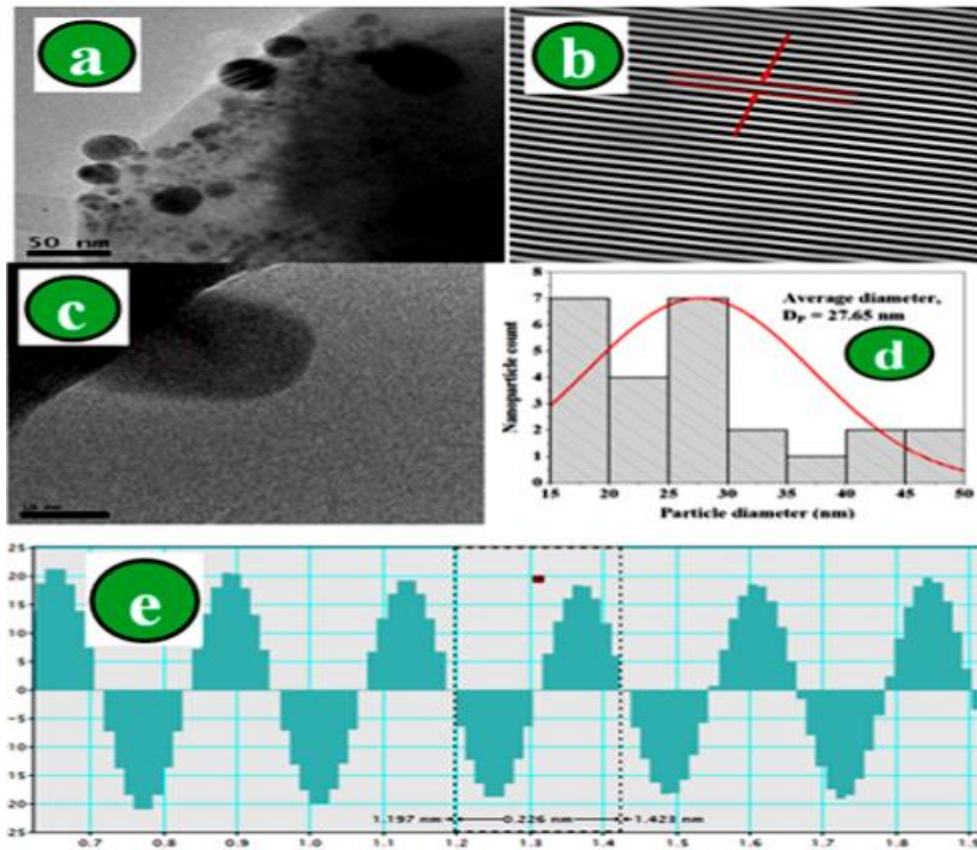 a
50 nm
b
c
d
Average diameter,
Dₚ = 27.65 nm
Nanoparticle count
8
7
6
5
4
3
2
1
0
15 20 25 30 35 40 45 50
Particle diameter (nm)
e
25
20
15
10
5
0
-5
10
15
20
25
1.197 nm 0.226 nm 1.423 nm
0.7 0.8 0.9 1.0 1.1 1.2 1.3 1.4 1.5 1.6 1.7 1.8